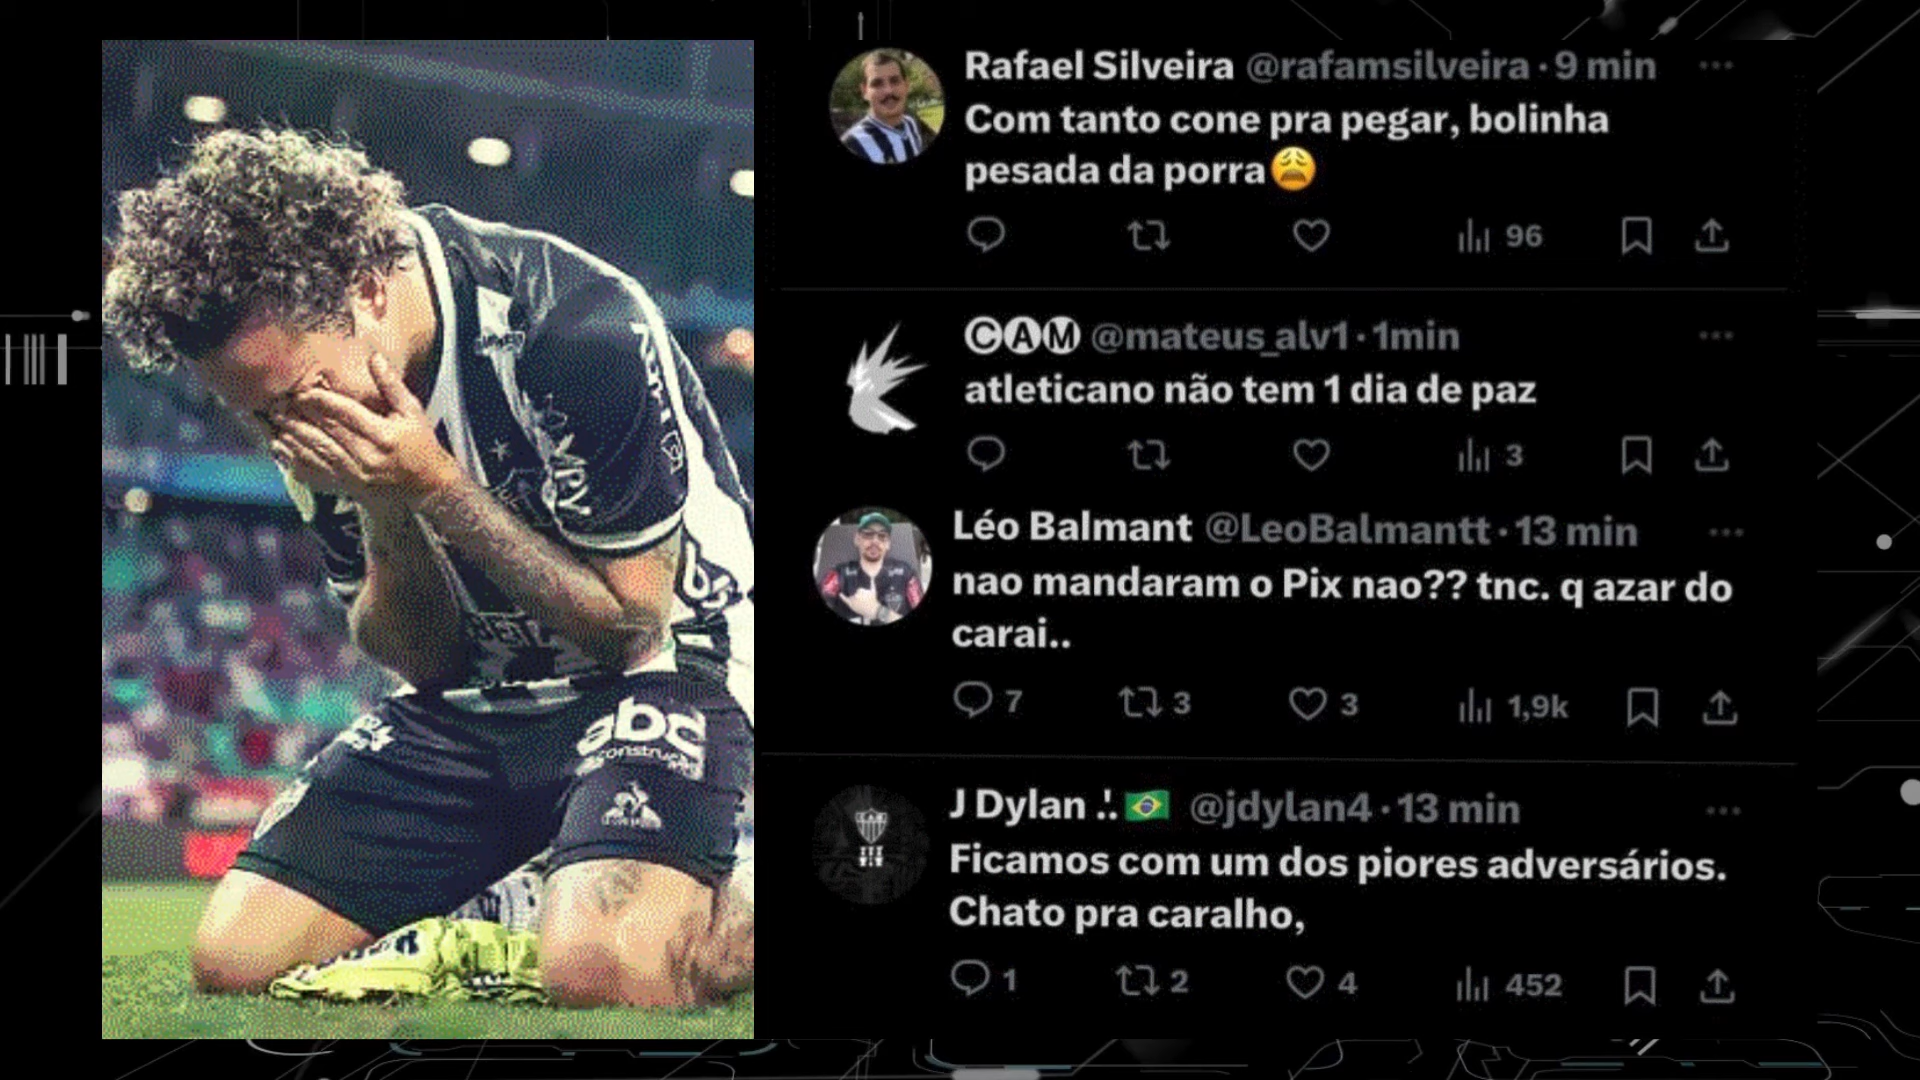 Rafael Silveira @rafamsilveira · 9 min
Com tanto cone pra pegar, bolinha
pesada da porra😩
96
CAM @mateus_alv1 · 1min
atleticano não tem 1 dia de paz
3
Léo Balmant @LeoBalmantt · 13 min
nao mandaram o Pix nao?? tnc. q azar do
carai..
7 3 3 1,9k
J Dylan .'. 🇧🇷 @jdylan4 · 13 min
Ficamos com um dos piores adversários.
Chato pra caralho,
1 2 4 452
abc